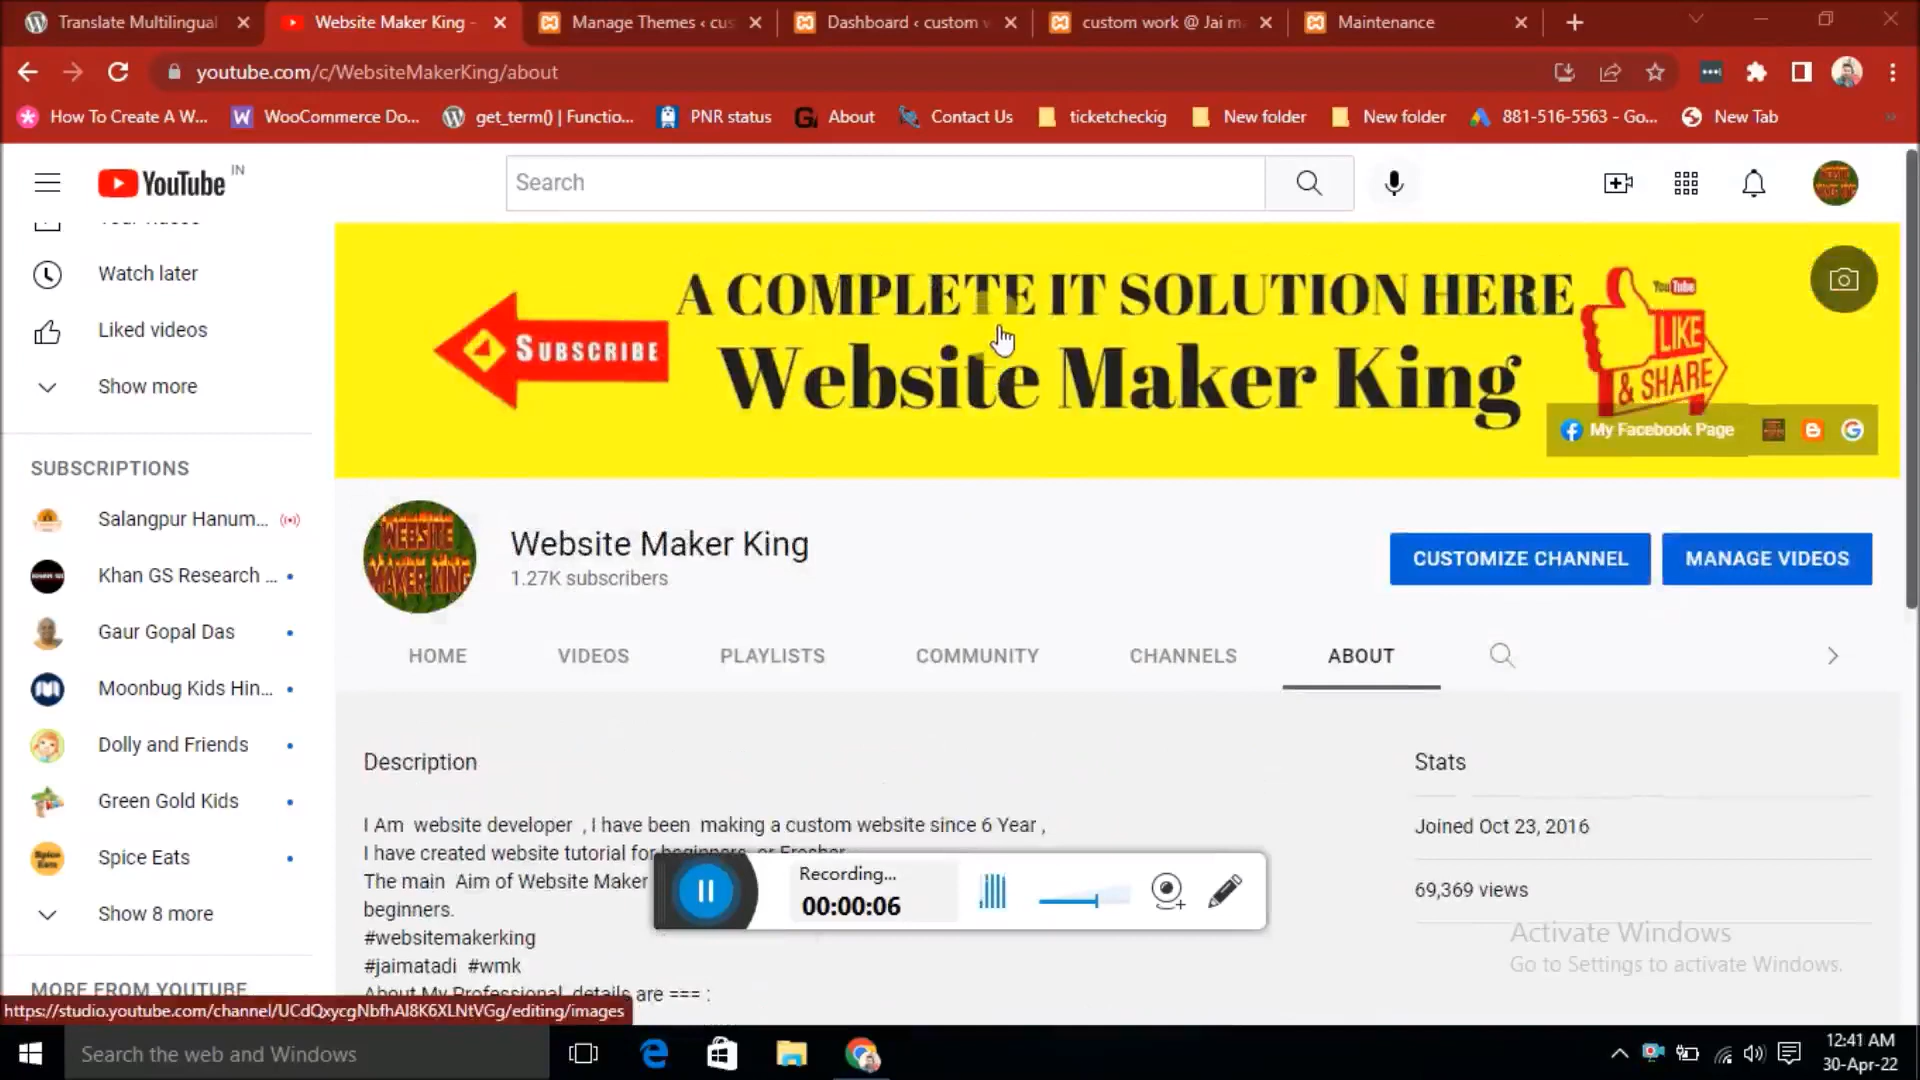 Translate Multilingual
Website Maker King -
Manage Themes ‹ cus
Dashboard ‹ custom w
custom work @ Jai m
Maintenance
youtube.com/c/WebsiteMakerKing/about
How To Create A W...
WooCommerce Do...
get_term() | Functio...
PNR status
About
Contact Us
ticketcheckig
New folder
New folder
881-516-5563 - Go...
New Tab
YouTube IN
Search
Watch later
Liked videos
Show more
SUBSCRIPTIONS
Salangpur Hanum...
Khan GS Research ...
Gaur Gopal Das
Moonbug Kids Hin...
Dolly and Friends
Green Gold Kids
Spice Eats
Show 8 more
MORE FROM YOUTUBE
SUBSCRIBE
A COMPLETE IT SOLUTION HERE
Website Maker King
YouTube
LIKE
& SHARE
My Facebook Page
WEBSITE
MAKER KING
Website Maker King
1.27K subscribers
CUSTOMIZE CHANNEL
MANAGE VIDEOS
HOME
VIDEOS
PLAYLISTS
COMMUNITY
CHANNELS
ABOUT
Description
I Am website developer , I have been making a custom website since 6 Year ,
I have created website tutorial for beginners or Fresher
The main Aim of Website Maker
beginners.
#websitemakerking
#jaimatadi #wmk
About My Professional details are === :
Stats
Joined Oct 23, 2016
69,369 views
Recording...
00:00:06
Activate Windows
Go to Settings to activate Windows.
https://studio.youtube.com/channel/UCdQxycgNbfhAI8K6XLNtVGg/editing/images
Search the web and Windows
12:41 AM
30-Apr-22